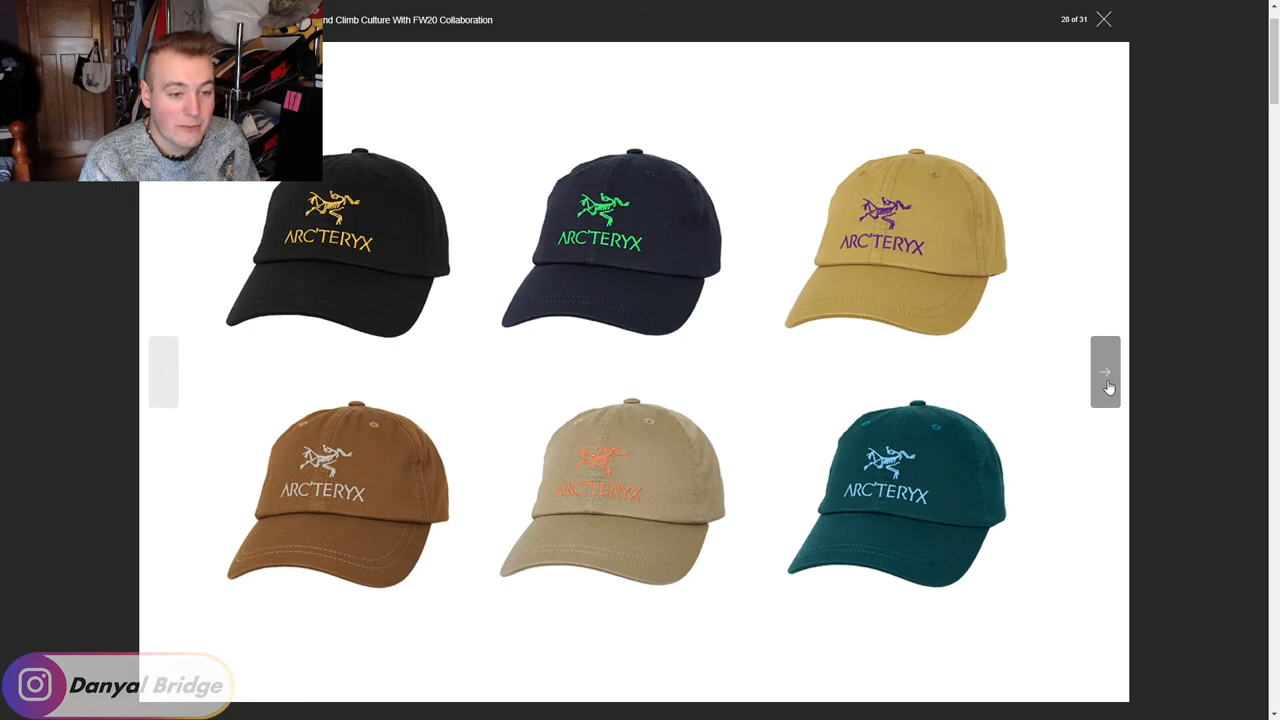 nd Climb Culture With FW20 Collaboration
28 of 31
ARC'TERYX
ARC'TERYX
ARC'TERYX
ARC'TERYX
ARC'TERYX
ARC'TERYX
Danyal Bridge